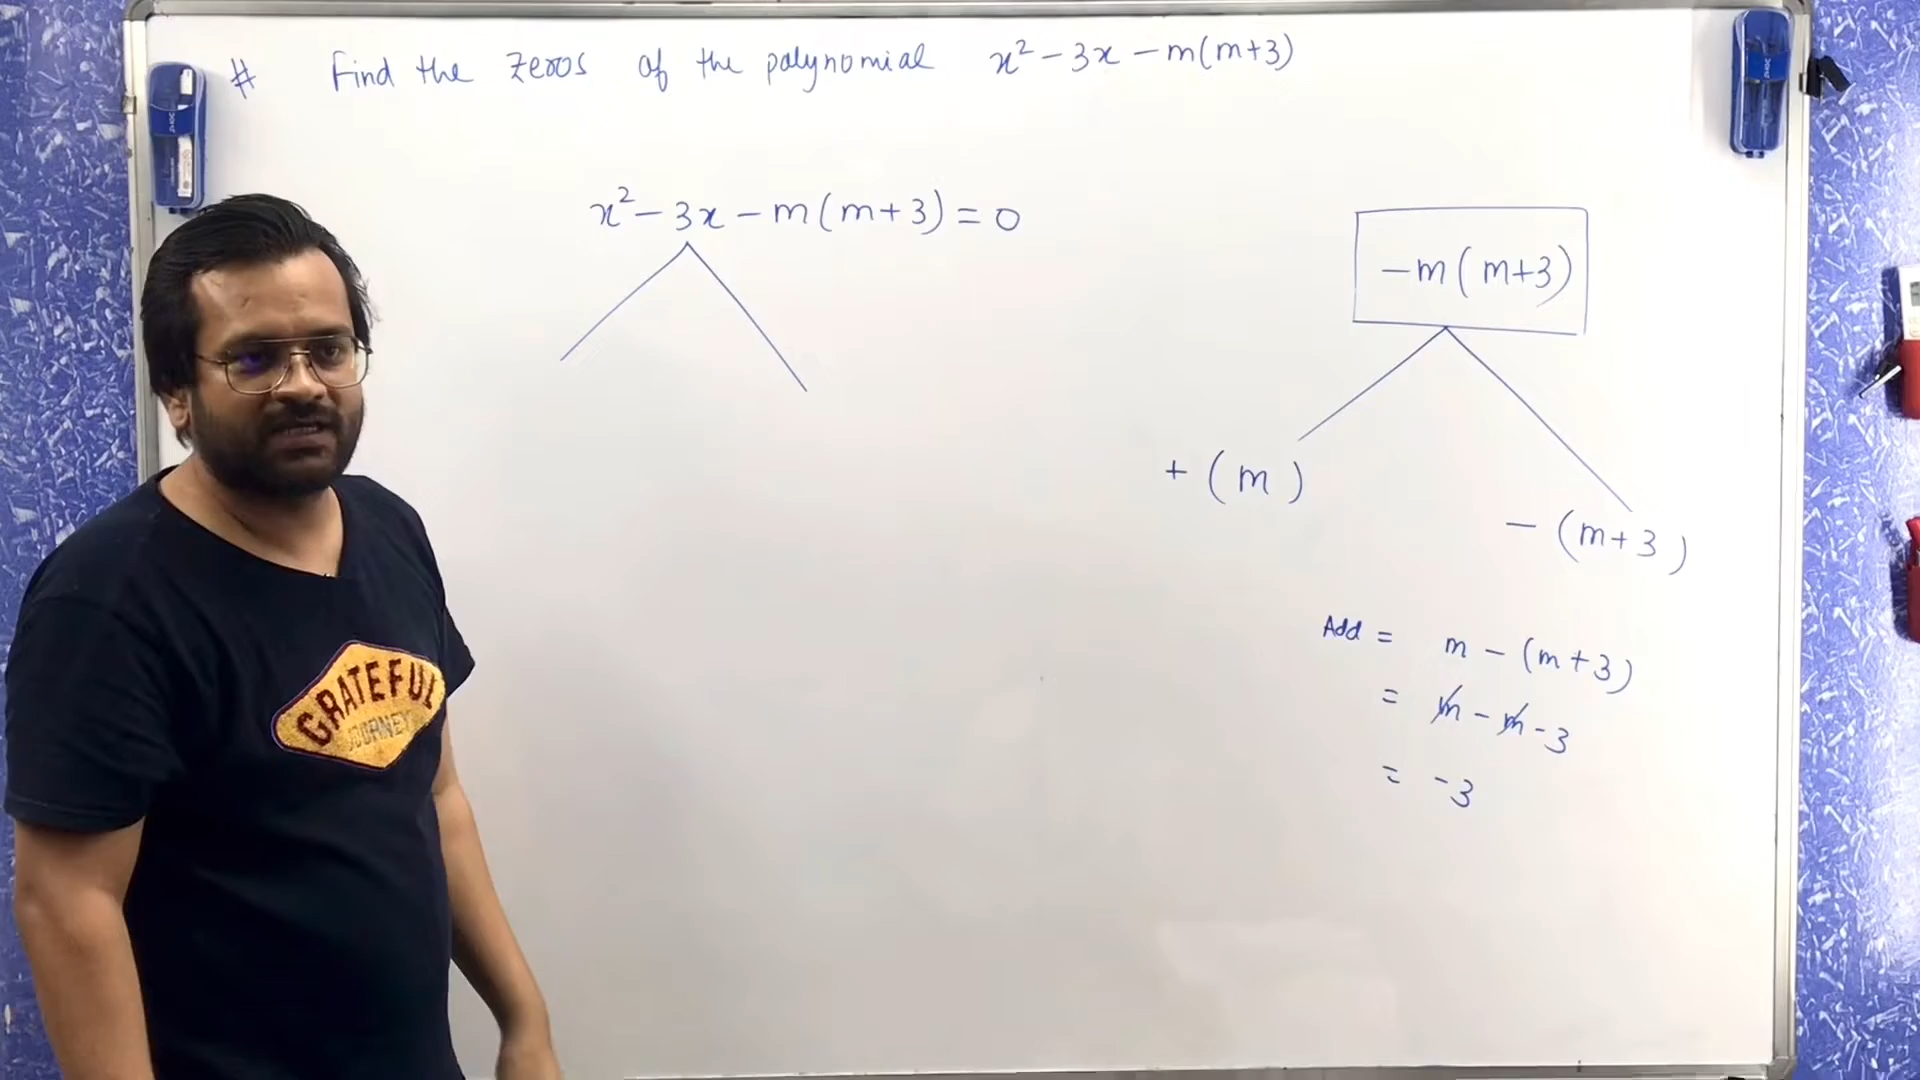 # Find the zeros of the polynomial x² - 3x - m(m+3)
x² - 3x - m(m+3) = 0
-m(m+3)
+ (m)
- (m+3)
Add = m - (m+3)
= m - m - 3
= -3
GRATEFUL
JOURNEY